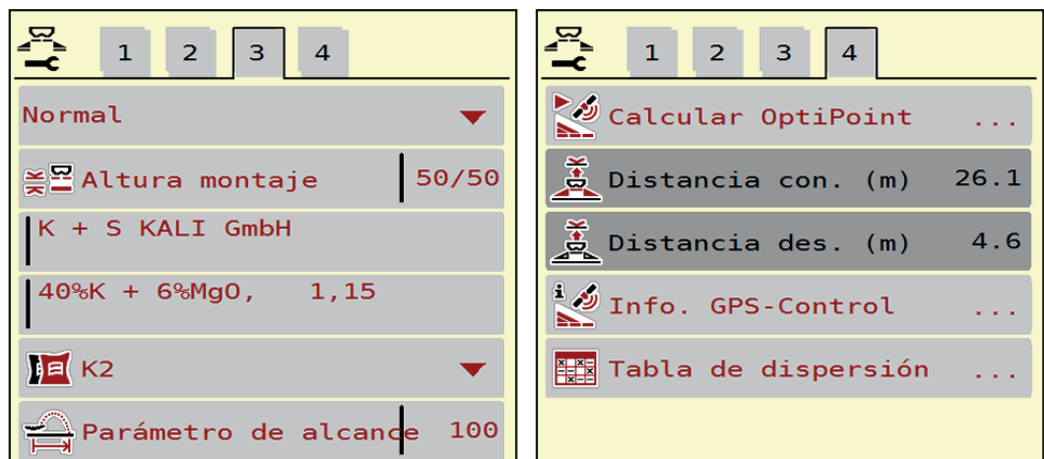 1 2 3 4
Normal
Altura montaje 50/50
K + S KALI GmbH
40%K + 6%MgO, 1,15
K2
Parámetro de alcance 100
1 2 3 4
Calcular OptiPoint ...
Distancia con. (m) 26.1
Distancia des. (m) 4.6
i
Info. GPS-Control ...
Tabla de dispersión ...